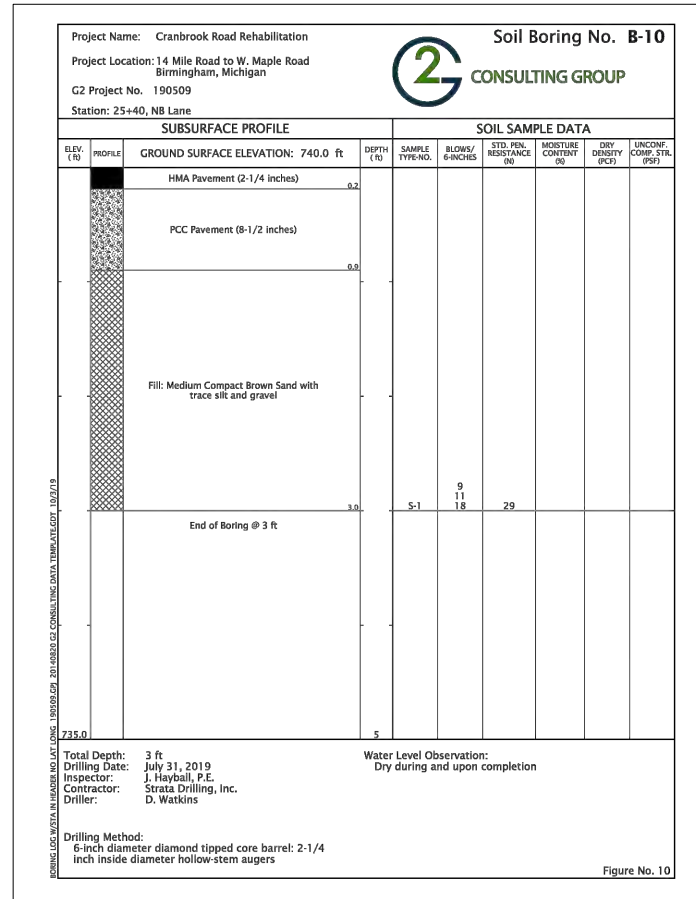 Project Name: Cranbrook Road Rehabilitation
Project Location: 14 Mile Road to W. Maple Road
Birmingham, Michigan
G2 Project No. 190509
Station: 25+40, NB Lane
Soil Boring No. B-10
G2 CONSULTING GROUP
SUBSURFACE PROFILE
SOIL SAMPLE DATA
ELEV. (ft)
PROFILE
GROUND SURFACE ELEVATION: 740.0 ft
DEPTH (ft)
SAMPLE TYPE-NO.
BLOWS/ 6-INCHES
STD. PEN. RESISTANCE (N)
MOISTURE CONTENT (%)
DRY DENSITY (PCF)
UNCONF. COMP. STR. (PSF)
HMA Pavement (2-1/4 inches)
0.2
PCC Pavement (8-1/2 inches)
0.9
Fill: Medium Compact Brown Sand with
trace silt and gravel
9
11
3.0 S-1 18 29
End of Boring @ 3 ft
735.0 5
Total Depth: 3 ft
Drilling Date: July 31, 2019
Inspector: J. Hayball, P.E.
Contractor: Strata Drilling, Inc.
Driller: D. Watkins
Water Level Observation:
Dry during and upon completion
Drilling Method:
6-inch diameter diamond tipped core barrel: 2-1/4
inch inside diameter hollow-stem augers
Figure No. 10
BORING LOG W/STA IN HEADER NO LAT LONG 190509.GPJ 20140820 G2 CONSULTING DATA TEMPLATE.GDT 10/3/19